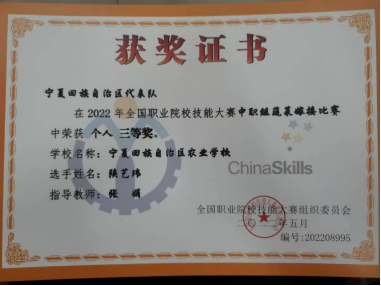 获奖证书
宁夏回族自治区代表队
在2022年全国职业院校技能大赛中职组蔬菜嫁接比赛
中荣获 个人 三等奖。
学校名称：宁夏回族自治区农业学校
ChinaSkills
选手姓名：陕艺玮
指导教师：张娟
全国职业院校技能大赛组织委员会
二〇二二年五月
编号:202208995